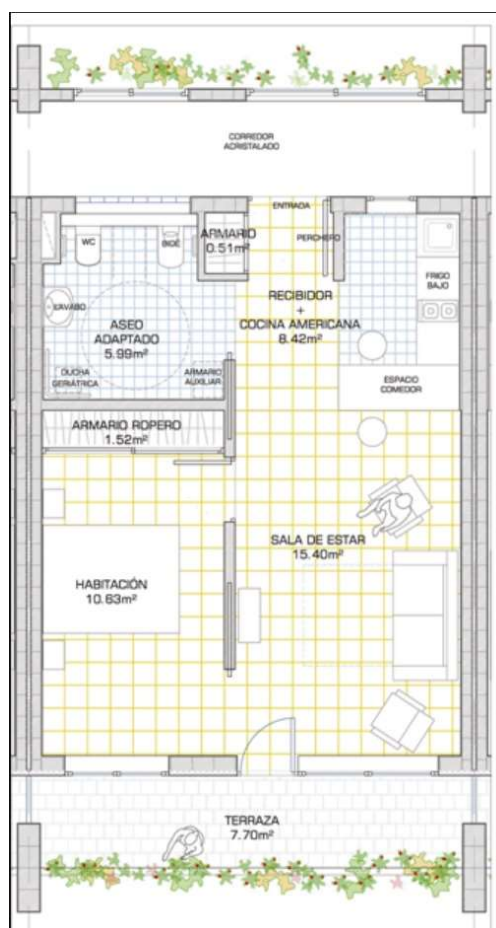 CORREDOR
ACRISTALADO
ENTRADA
ARMARIO
0.51m²
PERCHERO
WC
BIDÉ
FRIGO
BAJO
RECIBIDOR
+
COCINA AMERICANA
8.42m²
LAVABO
ASEO
ADAPTADO
5.99m²
DUCHA
GERIÁTRICA
ARMARIO
AUXILIAR
ESPACIO
COMEDOR
ARMARIO ROPERO
1.52m²
SALA DE ESTAR
15.40m²
HABITACIÓN
10.63m²
TERRAZA
7.70m²